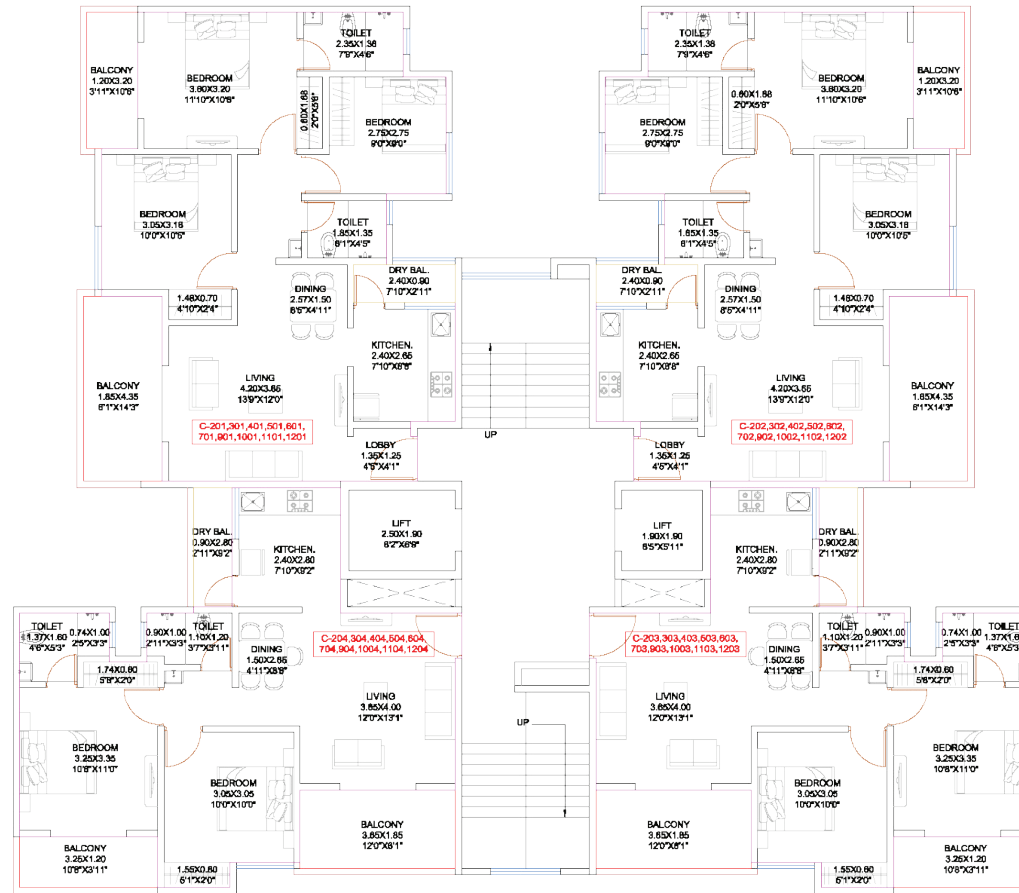 TOILET
2.35X1.38
7'9"X4'6"
BALCONY
1.20X3.20
3'11"X10'6"
BEDROOM
3.60X3.20
11'10"X10'6"
0.60X1.68
2'0"X5'6"
BEDROOM
2.75X2.75
9'0"X9'0"
BEDROOM
3.05X3.18
10'0"X10'5"
TOILET
1.85X1.35
6'1"X4'5"
DRY BAL.
2.40X0.90
7'10"X2'11"
DINING
2.57X1.50
8'5"X4'11"
1.48X0.70
4'10"X2'4"
KITCHEN.
2.40X2.65
7'10"X8'8"
BALCONY
1.85X4.35
6'1"X14'3"
LIVING
4.20X3.65
13'9"X12'0"
C-201,301,401,501,601,
701,901,1001,1101,1201
LOBBY
1.35X1.25
4'5"X4'1"
UP
TOILET
2.35X1.38
7'9"X4'6"
BEDROOM
3.60X3.20
11'10"X10'6"
BALCONY
1.20X3.20
3'11"X10'6"
0.60X1.68
2'0"X5'6"
BEDROOM
2.75X2.75
9'0"X9'0"
BEDROOM
3.05X3.18
10'0"X10'5"
TOILET
1.85X1.35
6'1"X4'5"
DRY BAL.
2.40X0.90
7'10"X2'11"
DINING
2.57X1.50
8'5"X4'11"
1.48X0.70
4'10"X2'4"
KITCHEN.
2.40X2.65
7'10"X8'8"
LIVING
4.20X3.65
13'9"X12'0"
BALCONY
1.85X4.35
6'1"X14'3"
C-202,302,402,502,602,
702,902,1002,1102,1202
LOBBY
1.35X1.25
4'5"X4'1"
DRY BAL.
0.90X2.80
2'11"X9'2"
KITCHEN.
2.40X2.80
7'10"X9'2"
LIFT
2.50X1.90
8'2"X6'9"
TOILET
1.37X1.60
4'6"X5'3"
0.74X1.00
2'5"X3'3"
0.90X1.00
2'11"X3'3"
TOILET
1.10X1.20
3'7"X3'11"
C-204,304,404,504,604,
704,904,1004,1104,1204
DINING
1.50X2.65
4'11"X8'8"
1.74X0.60
5'8"X2'0"
LIVING
3.65X4.00
12'0"X13'1"
BEDROOM
3.25X3.35
10'8"X11'0"
BEDROOM
3.05X3.05
10'0"X10'0"
BALCONY
3.65X1.85
12'0"X6'1"
BALCONY
3.25X1.20
10'8"X3'11"
1.55X0.60
5'1"X2'0"
UP
LIFT
1.90X1.90
6'5"X5'11"
KITCHEN.
2.40X2.80
7'10"X9'2"
DRY BAL.
0.90X2.80
2'11"X9'2"
C-203,303,403,503,603,
703,903,1003,1103,1203
TOILET
1.10X1.20
3'7"X3'11"
0.90X1.00
2'11"X3'3"
0.74X1.00
2'5"X3'3"
TOILET
1.37X1.6
4'6"X5'3
DINING
1.50X2.65
4'11"X8'8"
1.74X0.60
5'8"X2'0"
LIVING
3.65X4.00
12'0"X13'1"
BEDROOM
3.25X3.35
10'8"X11'0"
BEDROOM
3.05X3.05
10'0"X10'0"
BALCONY
3.65X1.85
12'0"X6'1"
1.55X0.60
5'1"X2'0"
BALCONY
3.25X1.20
10'8"X3'11"